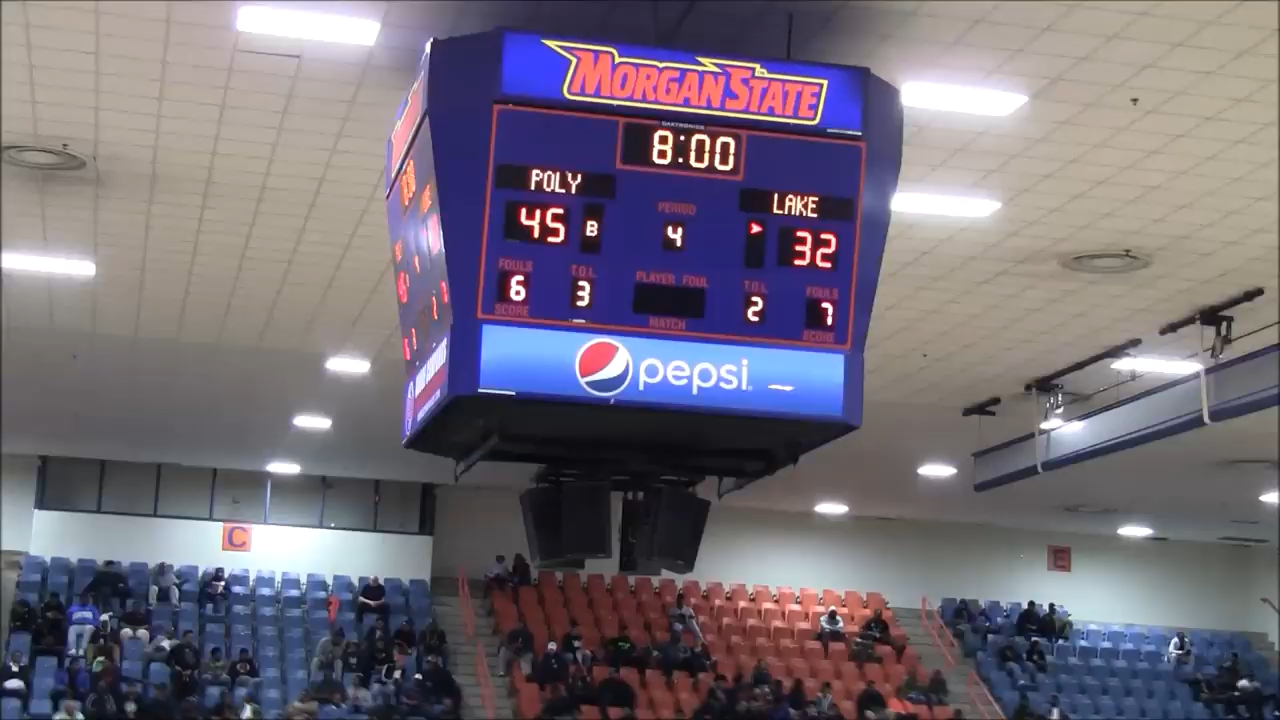 MORGAN STATE
DAKTRONICS
8:00
POLY
LAKE
PERIOD
45 B 4 32
FOULS T.O.L PLAYER FOUL T.O.L FOULS
6 3 2 7
SCORE MATCH SCORE
pepsi
C
E